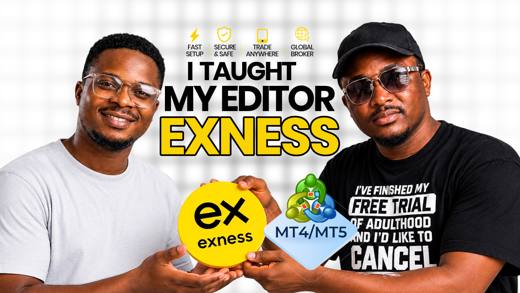 FAST
SETUP
SECURE
& SAFE
TRADE
ANYWHERE
GLOBAL
BROKER
I TAUGHT
MY EDITOR
EXNESS
ex
exness
MT4/MT5
I'VE FINISHED MY
FREE TRIAL
OF ADULTHOOD
AND I'D LIKE TO
CANCEL